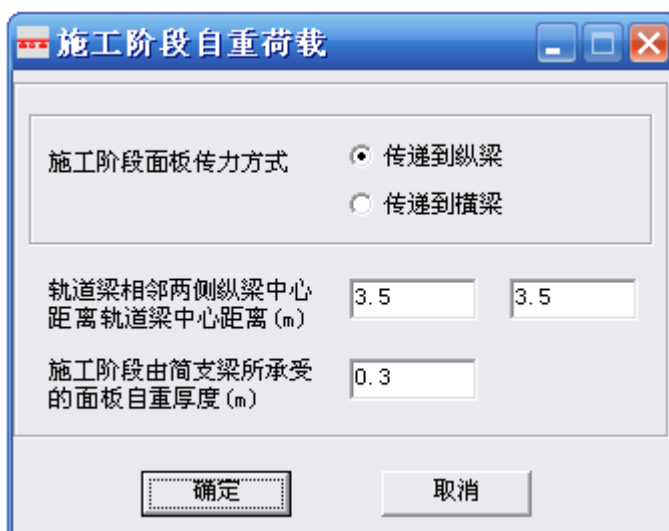 施工阶段自重荷载
施工阶段面板传力方式
传递到纵梁
传递到横梁
轨道梁相邻两侧纵梁中心
距离轨道梁中心距离(m)
3.5
3.5
施工阶段由简支梁所承受
的面板自重厚度(m)
0.3
确定
取消